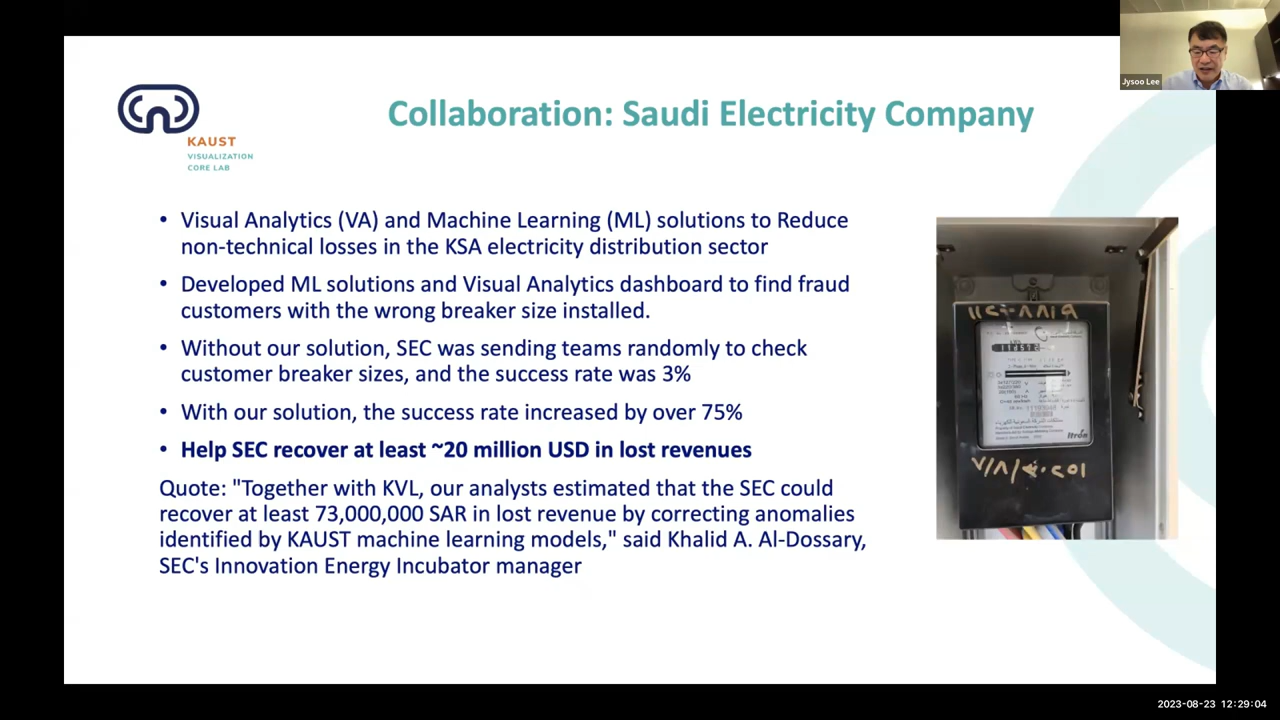 Jysoo Lee
KAUST
VISUALIZATION
CORE LAB
Collaboration: Saudi Electricity Company
• Visual Analytics (VA) and Machine Learning (ML) solutions to Reduce
non-technical losses in the KSA electricity distribution sector
• Developed ML solutions and Visual Analytics dashboard to find fraud
customers with the wrong breaker size installed.
• Without our solution, SEC was sending teams randomly to check
customer breaker sizes, and the success rate was 3%
• With our solution, the success rate increased by over 75%
• Help SEC recover at least ~20 million USD in lost revenues
Quote: "Together with KVL, our analysts estimated that the SEC could
recover at least 73,000,000 SAR in lost revenue by correcting anomalies
identified by KAUST machine learning models," said Khalid A. Al-Dossary,
SEC's Innovation Energy Incubator manager
Itron
2023-08-23 12:29:04